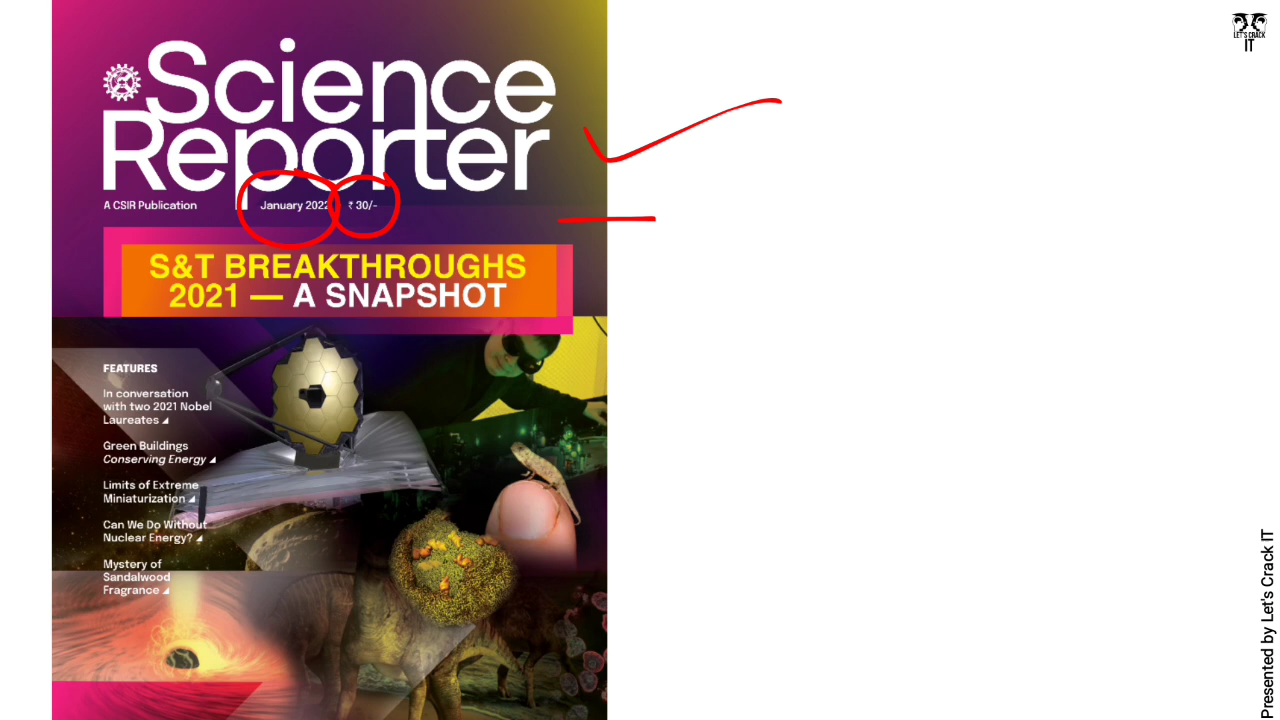 Science
Reporter
A CSIR Publication
January 2022
₹ 30/-
S&T BREAKTHROUGHS
2021 — A SNAPSHOT
FEATURES
In conversation
with two 2021 Nobel
Laureates
Green Buildings
Conserving Energy
Limits of Extreme
Miniaturization
Can We Do Without
Nuclear Energy?
Mystery of
Sandalwood
Fragrance
LET'S CRACK
IT
Presented by Let's Crack IT